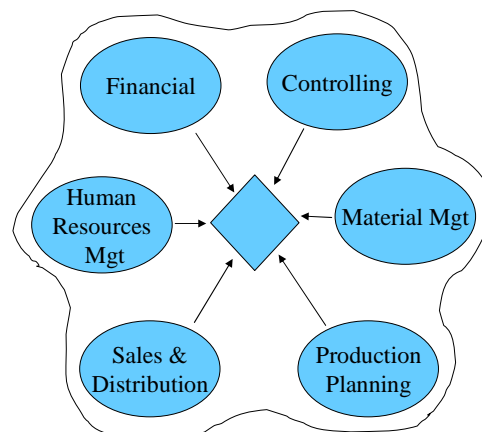 Financial
Controlling
Human
Resources
Mgt
Material Mgt
Sales &
Distribution
Production
Planning